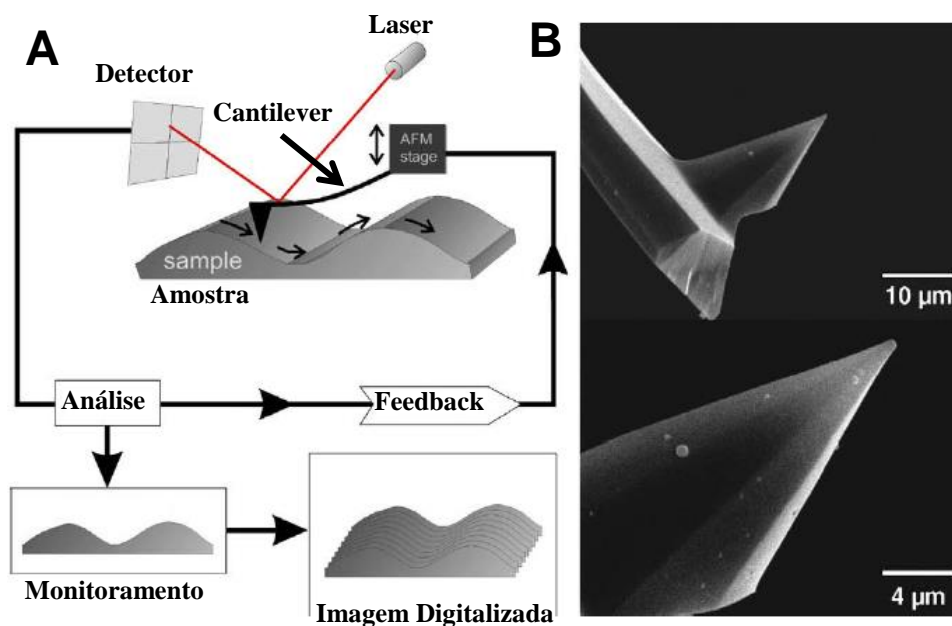 A
Laser
Detector
Cantilever
AFM
stage
sample
Amostra
Análise
Feedback
Monitoramento
Imagem Digitalizada
B
10 µm
4 µm